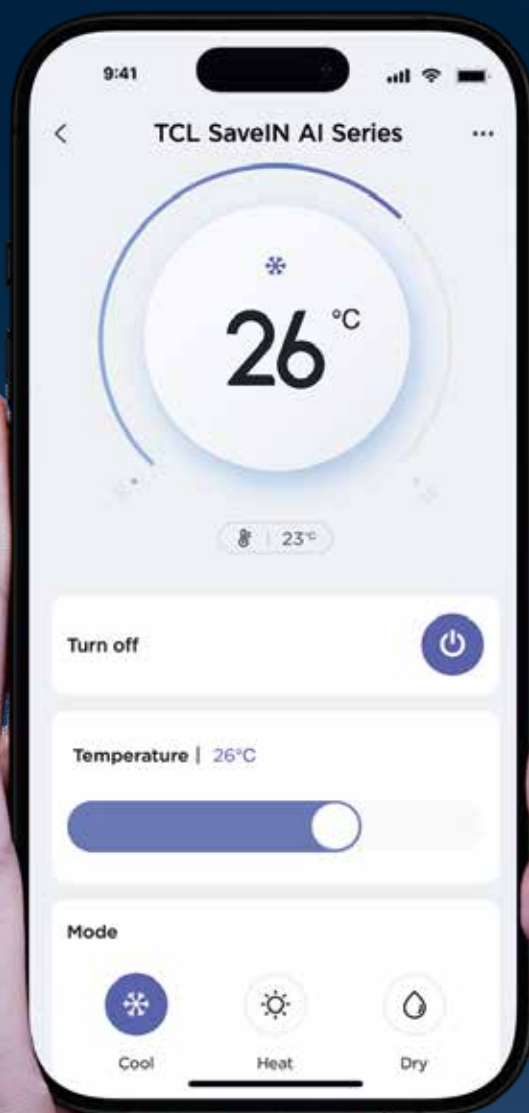 9:41
TCL SaveIN AI Series
26 °C
23°C
Turn off
Temperature | 26°C
Mode
Cool Heat Dry